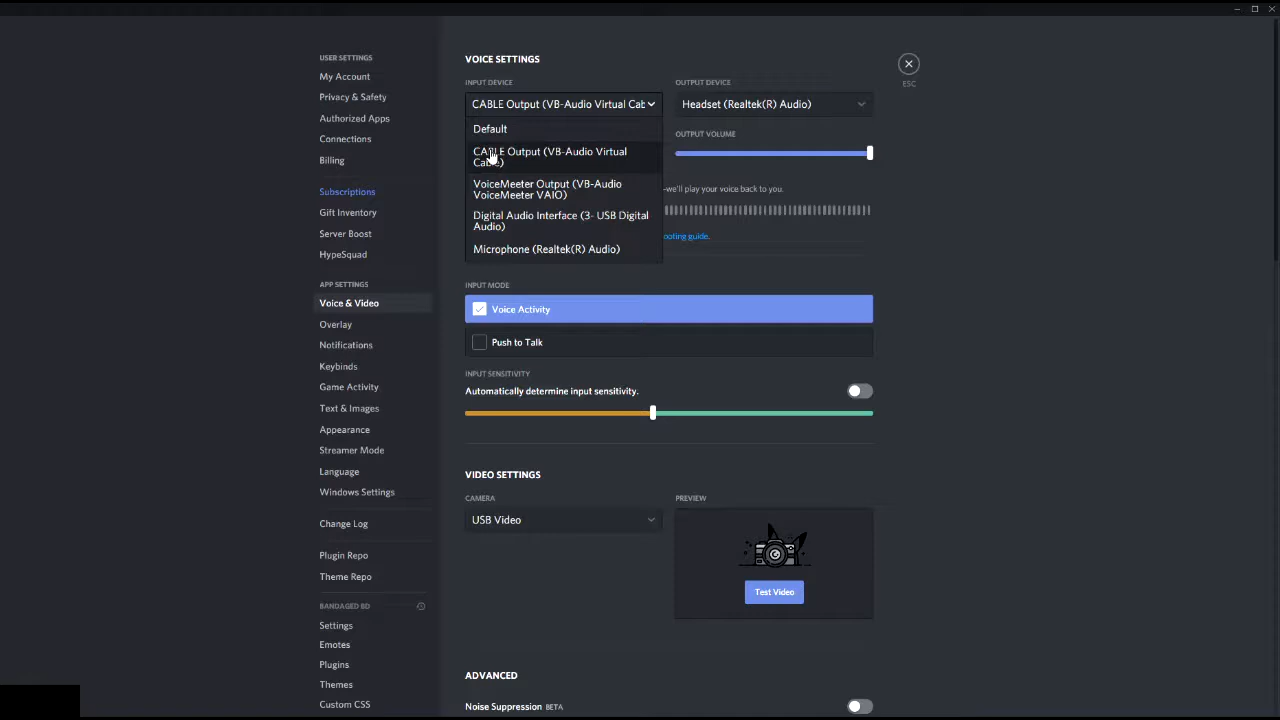 USER SETTINGS
My Account
Privacy & Safety
Authorized Apps
Connections
Billing
Subscriptions
Gift Inventory
Server Boost
HypeSquad
APP SETTINGS
Voice & Video
Overlay
Notifications
Keybinds
Game Activity
Text & Images
Appearance
Streamer Mode
Language
Windows Settings
Change Log
Plugin Repo
Theme Repo
BANDAGED BD
Settings
Emotes
Plugins
Themes
Custom CSS
VOICE SETTINGS
INPUT DEVICE
CABLE Output (VB-Audio Virtual Cab
Default
CABLE Output (VB-Audio Virtual
Cable)
VoiceMeeter Output (VB-Audio
VoiceMeeter VAIO)
Digital Audio Interface (3- USB Digital
Audio)
Microphone (Realtek(R) Audio)
OUTPUT DEVICE
Headset (Realtek(R) Audio)
OUTPUT VOLUME
-we'll play your voice back to you.
ooting guide.
ESC
INPUT MODE
Voice Activity
Push to Talk
INPUT SENSITIVITY
Automatically determine input sensitivity.
VIDEO SETTINGS
CAMERA
USB Video
PREVIEW
Test Video
ADVANCED
Noise Suppression BETA